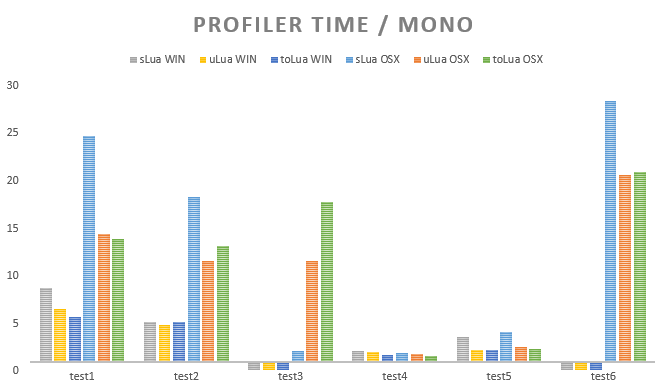 PROFILER TIME / MONO
sLua WIN uLua WIN toLua WIN sLua OSX uLua OSX toLua OSX
30
25
20
15
10
5
0
test1 test2 test3 test4 test5 test6